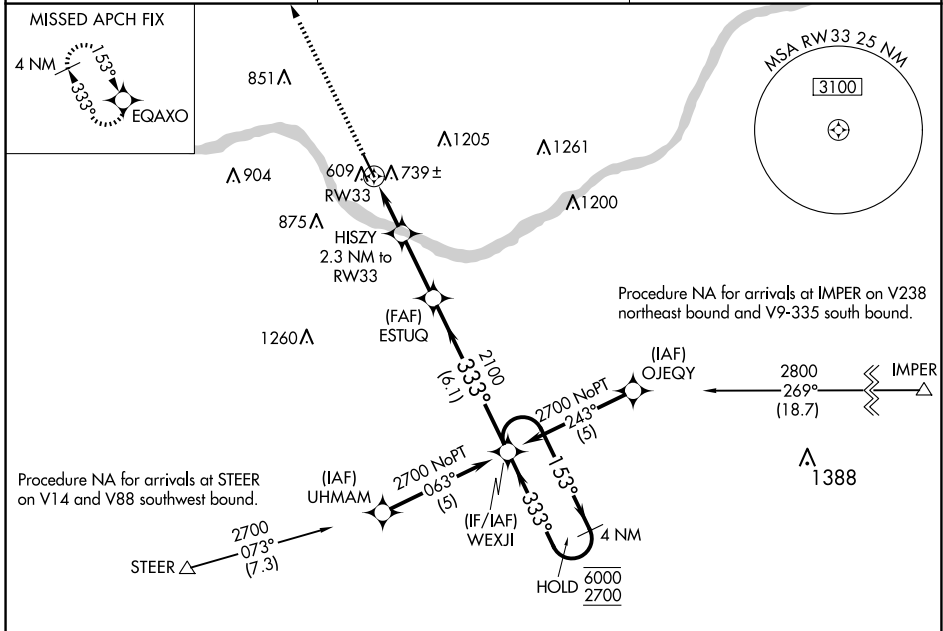 MISSED APCH FIX
4 NM
153°
333°
EQAXO
MSA RW33 25 NM
3100
851
1205
1261
904
609
739 ±
RW33
1200
875
HISZY
2.3 NM to
RW33
Procedure NA for arrivals at IMPER on V238
northeast bound and V9-335 south bound.
(FAF)
ESTUQ
1260
2100
333°
(6.1)
(IAF)
OJEQY
2800
269°
(18.7)
IMPER
2700 NoPT
243°
(5)
1388
Procedure NA for arrivals at STEER
on V14 and V88 southwest bound.
(IAF)
UHMAM
2700 NoPT
063°
(5)
(IF/IAF)
WEXJI
153°
333°
4 NM
2700
073°
(7.3)
STEER
HOLD
6000
2700